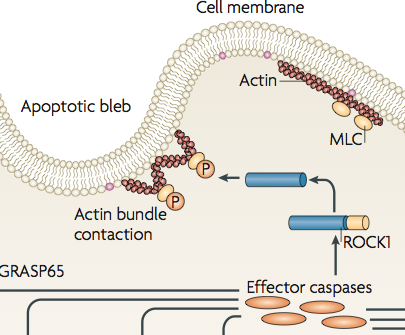 Cell membrane
Actin
Apoptotic bleb
MLC
P
P
Actin bundle
contaction
ROCK1
GRASP65
Effector caspases